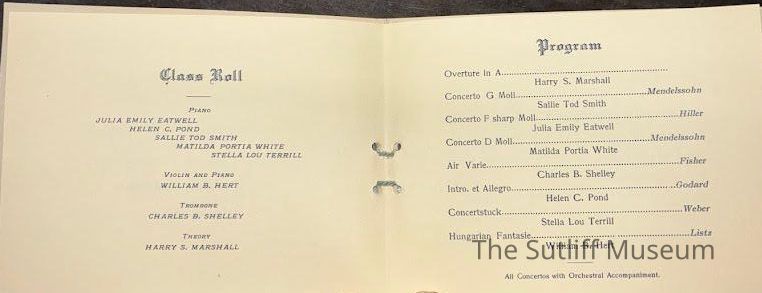 Class Roll
Piano
JULIA EMILY EATWELL
HELEN C. POND
SALLIE TOD SMITH
MATILDA PORTIA WHITE
STELLA LOU TERRILL
Violin and Piano
WILLIAM B. HERT
Trombone
CHARLES B. SHELLEY
Theory
HARRY S. MARSHALL
Program
Overture in A
Harry S. Marshall
Concerto G Moll Mendelssohn
Sallie Tod Smith
Concerto F sharp Moll Hiller
Julia Emily Eatwell
Concerto D Moll Mendelssohn
Matilda Portia White
Air Varie Fisher
Charles B. Shelley
Intro. et Allegro Godard
Helen C. Pond
Concertstuck Weber
Stella Lou Terrill
Hungarian Fantasie Listz
William B. Hert
The Sutliff Museum
All Concertos with Orchestral Accompaniment.